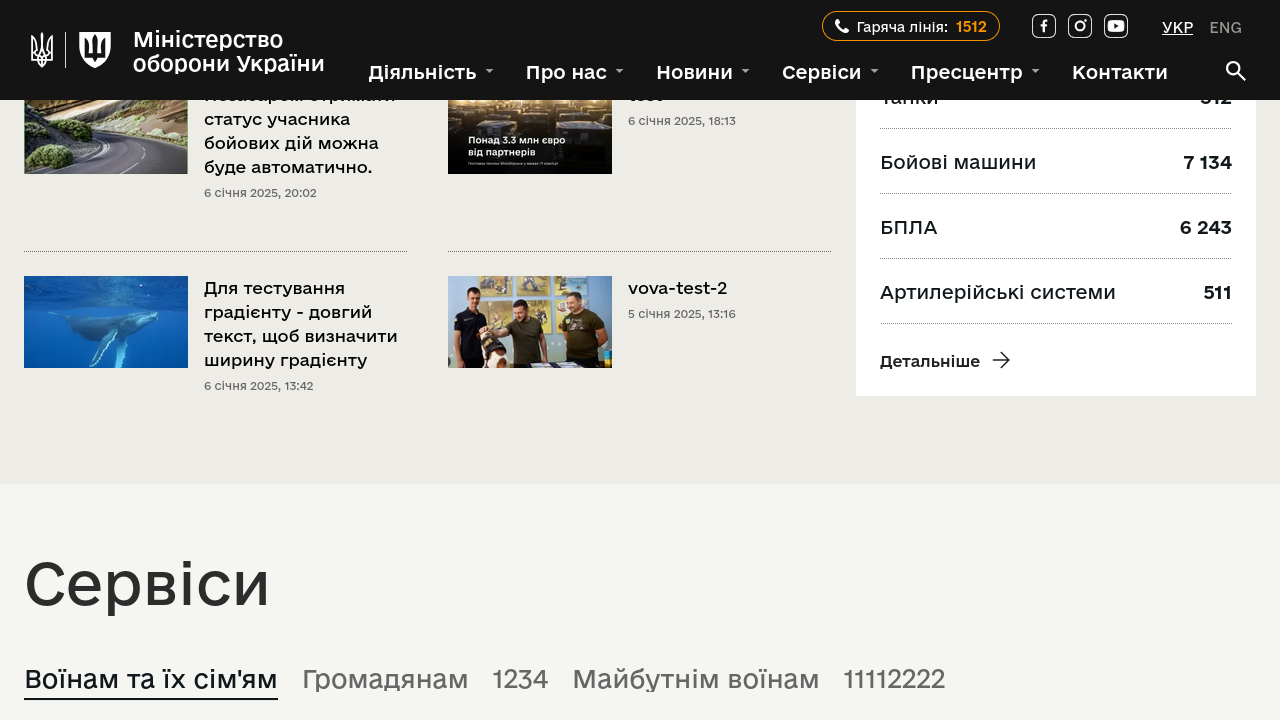 Гаряча лінія: 1512
УКР ENG
Міністерство
оборони України
Діяльність Про нас Новини Сервіси Пресцентр Контакти
статус учасника
бойових дій можна
буде автоматично.
6 січня 2025, 20:02
Понад 3.3 млн євро
від партнерів
6 січня 2025, 18:13
Танки 512
Бойові машини 7 134
БПЛА 6 243
Артилерійські системи 511
Детальніше
Для тестування
градієнту - довгий
текст, щоб визначити
ширину градієнту
6 січня 2025, 13:42
vova-test-2
5 січня 2025, 13:16
Сервіси
Воїнам та їх сім'ям Громадянам 1234 Майбутнім воїнам 11112222